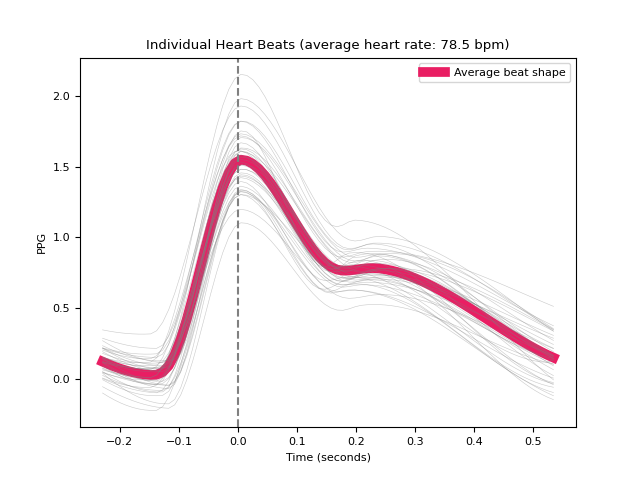 Individual Heart Beats (average heart rate: 78.5 bpm)
Average beat shape
PPG
2.0
1.5
1.0
0.5
0.0
−0.2 −0.1 0.0 0.1 0.2 0.3 0.4 0.5
Time (seconds)